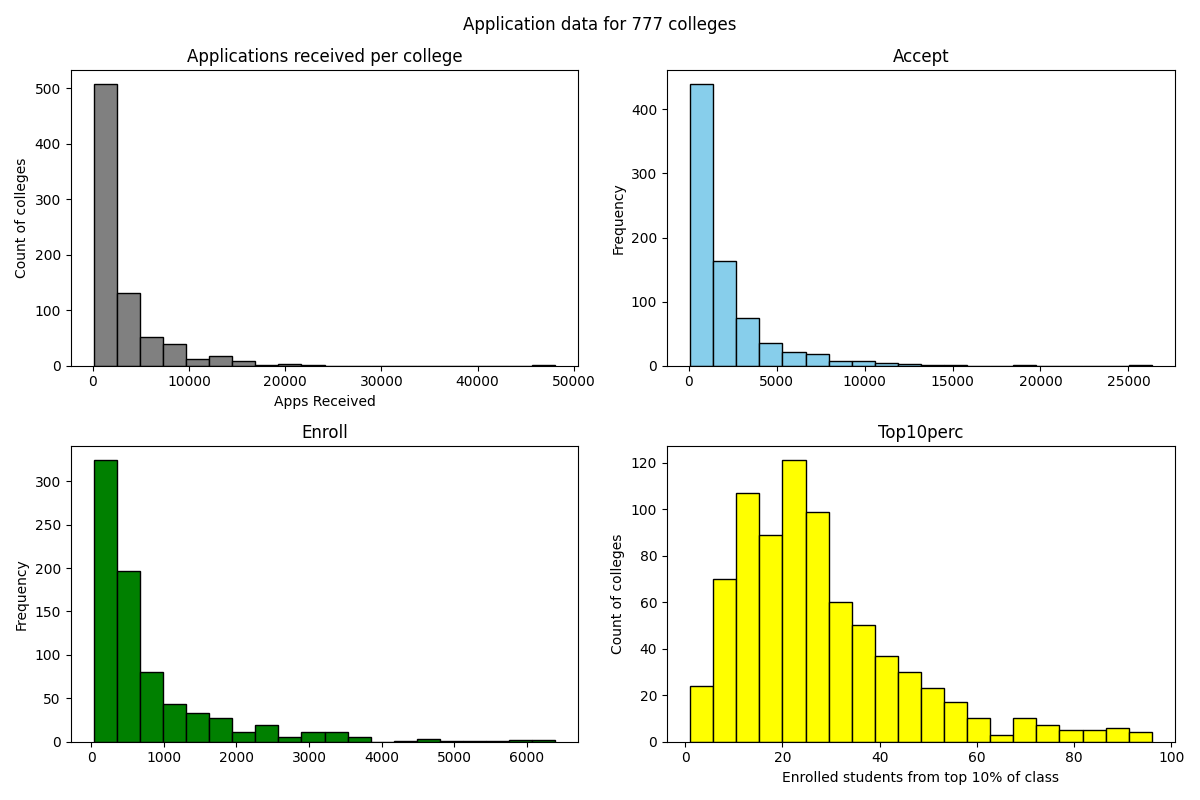 Application data for 777 colleges
Applications received per college
Count of colleges
500
400
300
200
100
0
0 10000 20000 30000 40000 50000
Apps Received
Accept
Frequency
400
300
200
100
0
0 5000 10000 15000 20000 25000
Enroll
Frequency
300
250
200
150
100
50
0
0 1000 2000 3000 4000 5000 6000
Top10perc
Count of colleges
120
100
80
60
40
20
0
0 20 40 60 80 100
Enrolled students from top 10% of class